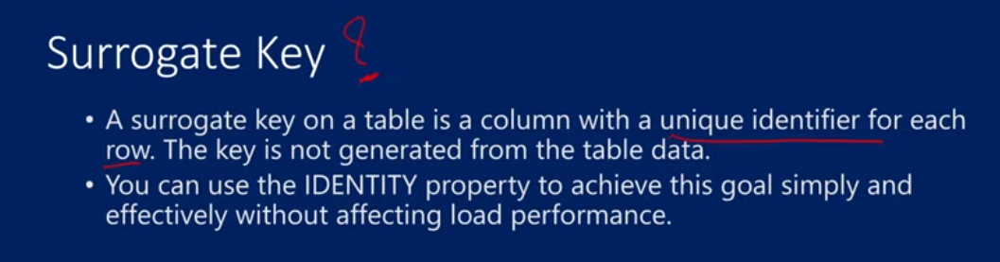 Surrogate Key
• A surrogate key on a table is a column with a unique identifier for each
row. The key is not generated from the table data.
• You can use the IDENTITY property to achieve this goal simply and
effectively without affecting load performance.